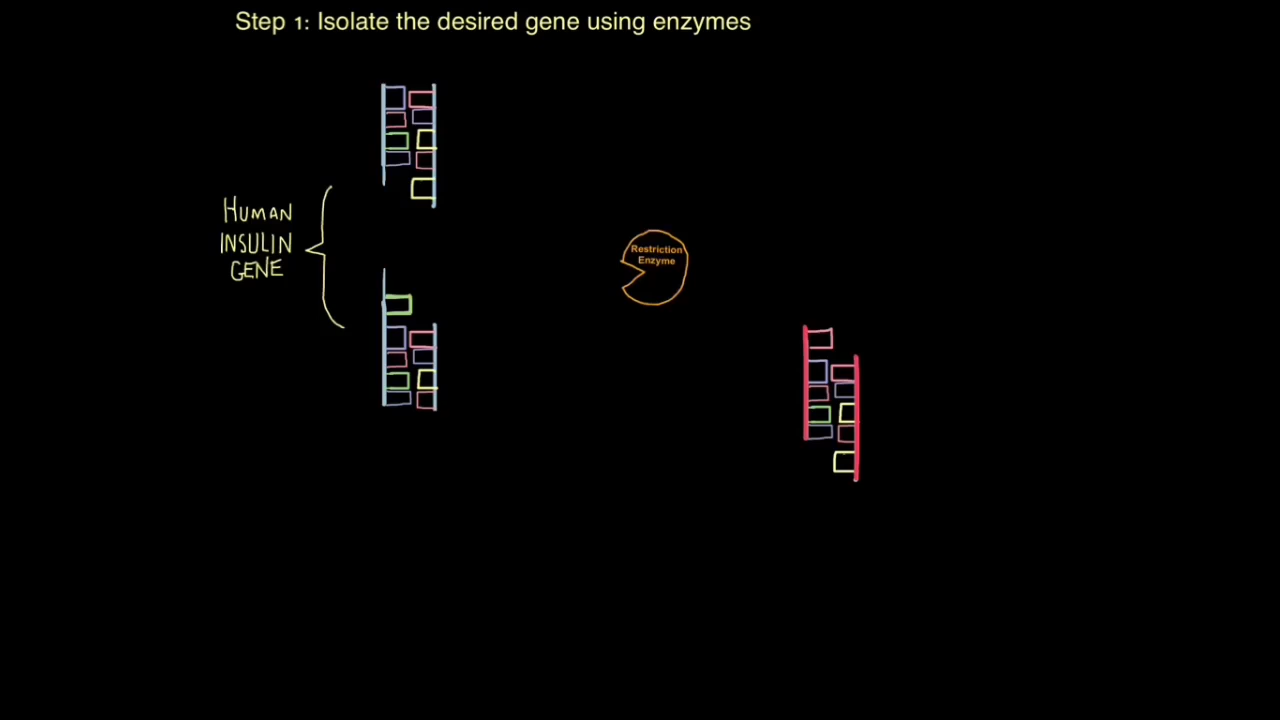 Step 1: Isolate the desired gene using enzymes
HUMAN
INSULIN
GENE
Restriction
Enzyme